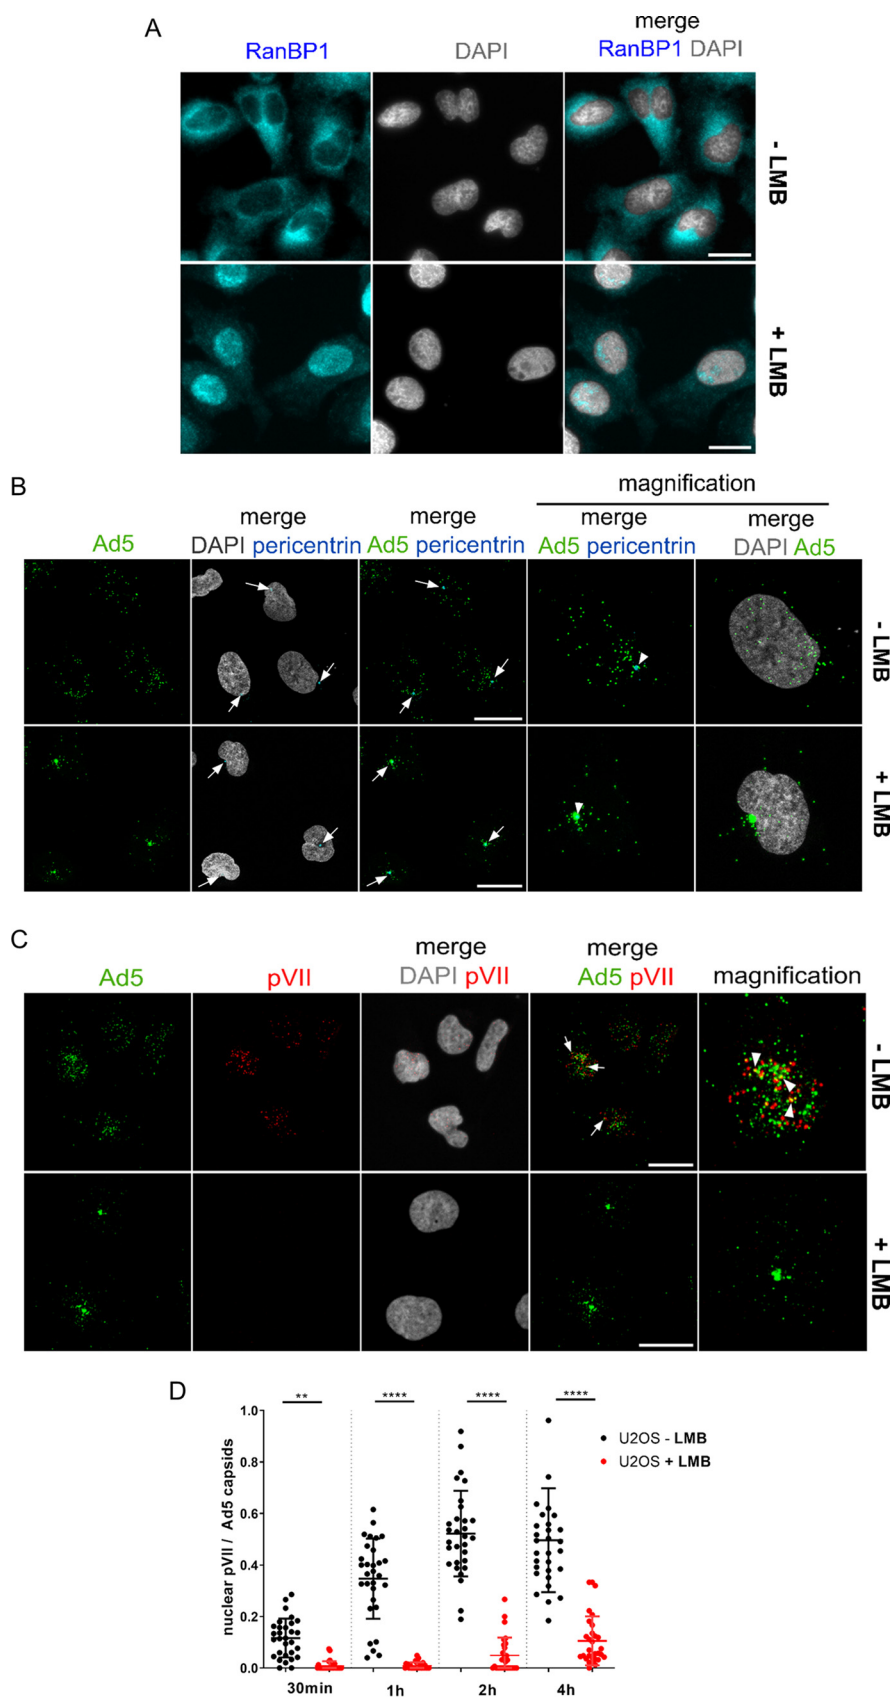 A
RanBP1
DAPI
merge
RanBP1 DAPI
- LMB
+ LMB
B
magnification
Ad5
merge
DAPI pericentrin
merge
Ad5 pericentrin
merge
Ad5 pericentrin
merge
DAPI Ad5
- LMB
+ LMB
C
Ad5
pVII
merge
DAPI pVII
merge
Ad5 pVII
magnification
- LMB
+ LMB
D
** **** **** ****
nuclear pVII / Ad5 capsids
1.0
0.8
0.6
0.4
0.2
0.0
30min 1h 2h 4h
U2OS - LMB
U2OS + LMB